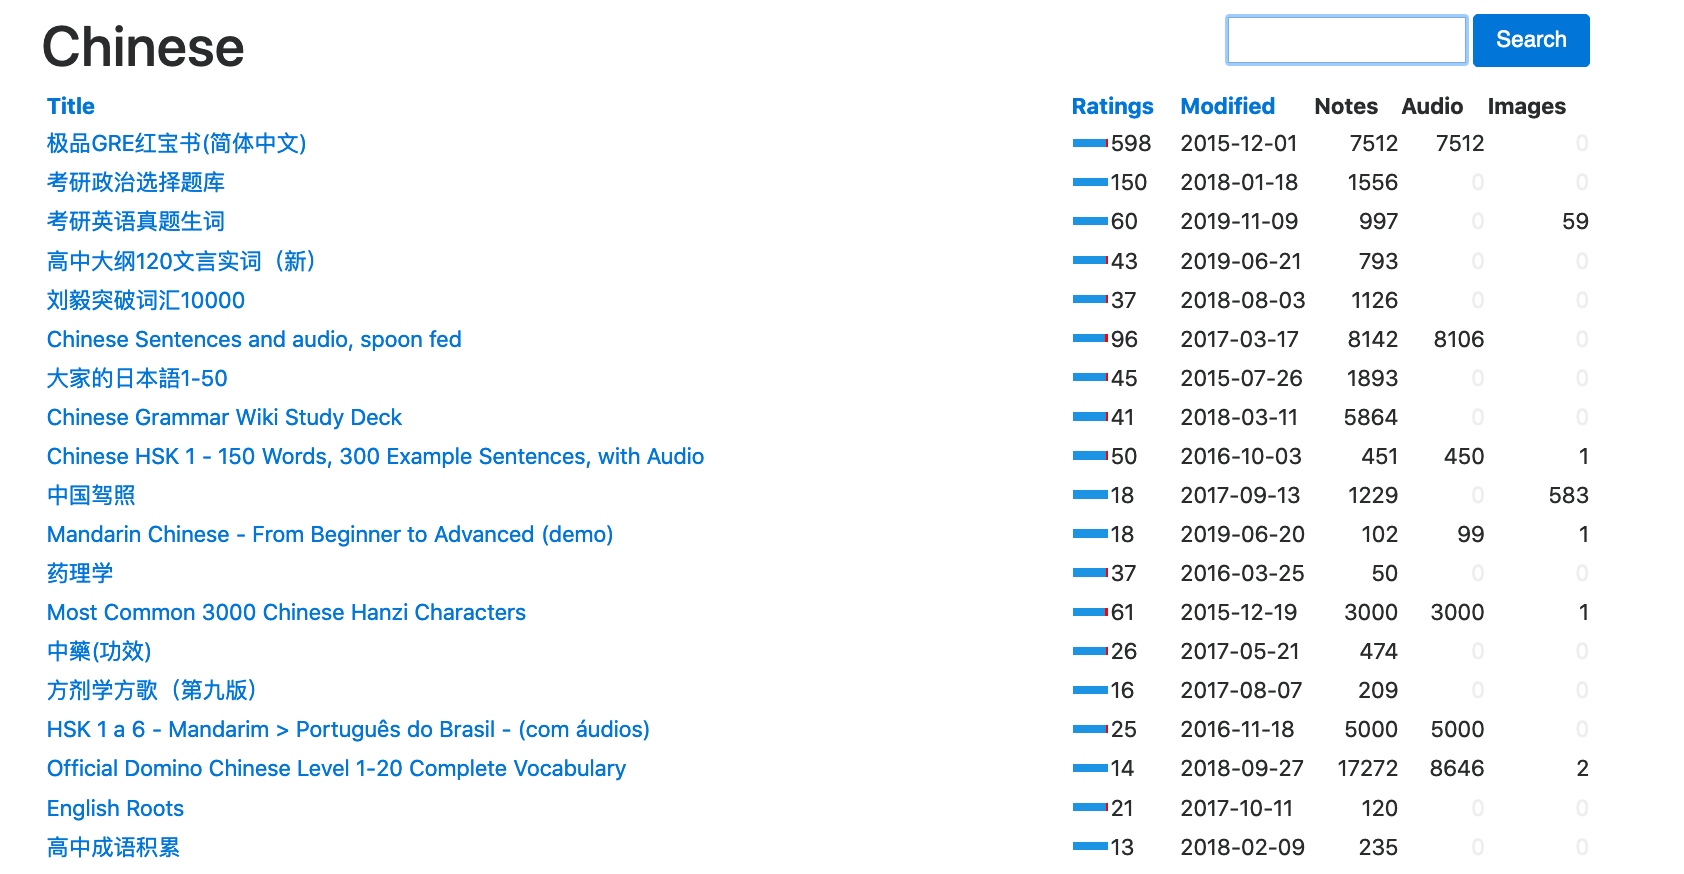 Chinese Search
Title Ratings Modified Notes Audio Images
极品GRE红宝书(简体中文) 598 2015-12-01 7512 7512 0
考研政治选择题库 150 2018-01-18 1556 0 0
考研英语真题生词 60 2019-11-09 997 0 59
高中大纲120文言实词（新） 43 2019-06-21 793 0 0
刘毅突破词汇10000 37 2018-08-03 1126 0 0
Chinese Sentences and audio, spoon fed 96 2017-03-17 8142 8106 0
大家的日本語1-50 45 2015-07-26 1893 0 0
Chinese Grammar Wiki Study Deck 41 2018-03-11 5864 0 0
Chinese HSK 1 - 150 Words, 300 Example Sentences, with Audio 50 2016-10-03 451 450 1
中国驾照 18 2017-09-13 1229 0 583
Mandarin Chinese - From Beginner to Advanced (demo) 18 2019-06-20 102 99 1
药理学 37 2016-03-25 50 0 0
Most Common 3000 Chinese Hanzi Characters 61 2015-12-19 3000 3000 1
中藥(功效) 26 2017-05-21 474 0 0
方剂学方歌（第九版） 16 2017-08-07 209 0 0
HSK 1 a 6 - Mandarim > Português do Brasil - (com áudios) 25 2016-11-18 5000 5000 0
Official Domino Chinese Level 1-20 Complete Vocabulary 14 2018-09-27 17272 8646 2
English Roots 21 2017-10-11 120 0 0
高中成语积累 13 2018-02-09 235 0 0